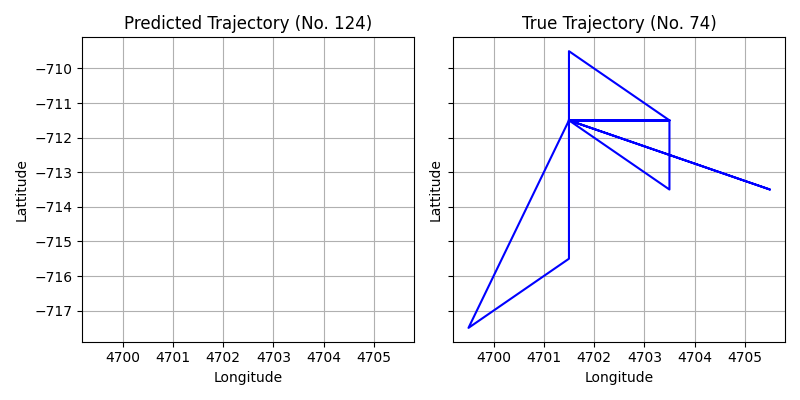 Predicted Trajectory (No. 124)
True Trajectory (No. 74)
−710
−711
−712
−713
−714
−715
−716
−717
Lattitude
Lattitude
4700 4701 4702 4703 4704 4705
4700 4701 4702 4703 4704 4705
Longitude
Longitude